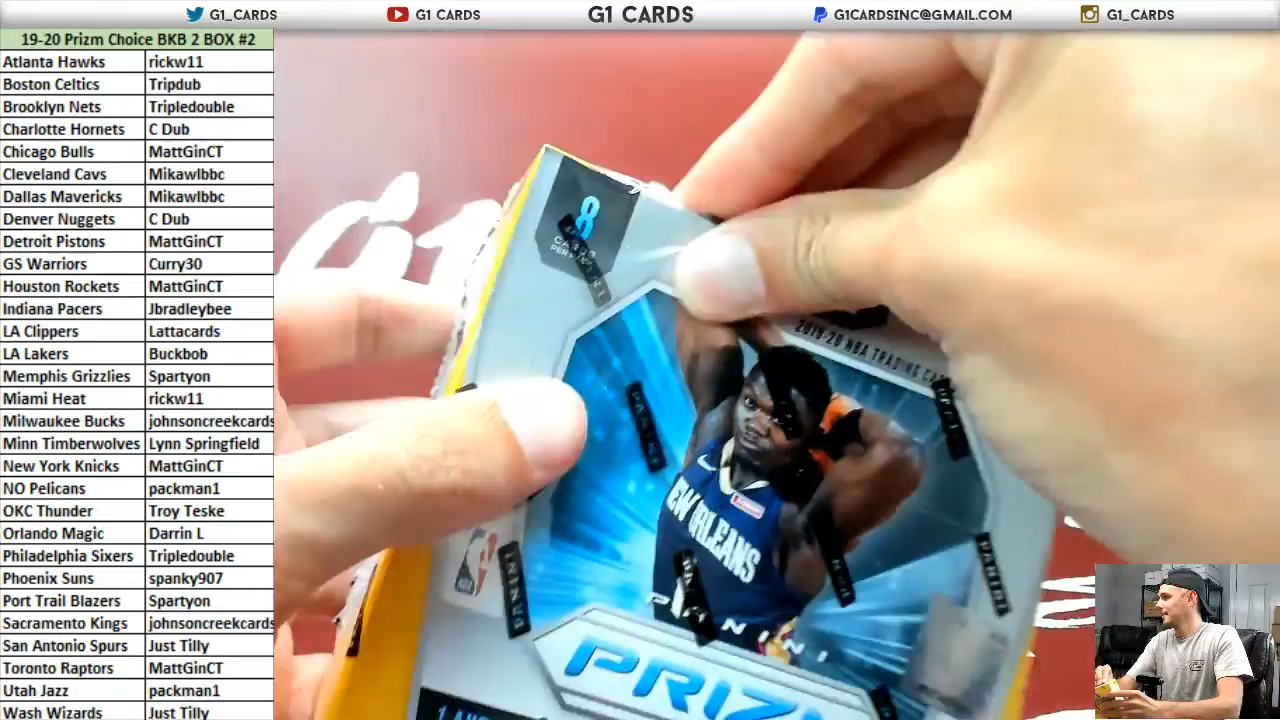 G1_CARDS
G1 CARDS
G1 CARDS
G1CARDSINC@GMAIL.COM
G1_CARDS
19-20 Prizm Choice BKB 2 BOX #2
Atlanta Hawks rickw11
Boston Celtics Tripdub
Brooklyn Nets Tripledouble
Charlotte Hornets C Dub
Chicago Bulls MattGinCT
Cleveland Cavs Mikawlbbc
Dallas Mavericks Mikawlbbc
Denver Nuggets C Dub
Detroit Pistons MattGinCT
GS Warriors Curry30
Houston Rockets MattGinCT
Indiana Pacers Jbradleybee
LA Clippers Lattacards
LA Lakers Buckbob
Memphis Grizzlies Spartyon
Miami Heat rickw11
Milwaukee Bucks johnsoncreekcards
Minn Timberwolves Lynn Springfield
New York Knicks MattGinCT
NO Pelicans packman1
OKC Thunder Troy Teske
Orlando Magic Darrin L
Philadelphia Sixers Tripledouble
Phoenix Suns spanky907
Port Trail Blazers Spartyon
Sacramento Kings johnsoncreekcards
San Antonio Spurs Just Tilly
Toronto Raptors MattGinCT
Utah Jazz packman1
Wash Wizards Just Tilly
8
CARDS
PER
2019-20 NBA TRADING
PANINI
PANINI
PANINI
NBA
NEW ORLEANS
PANINI
PRIZM